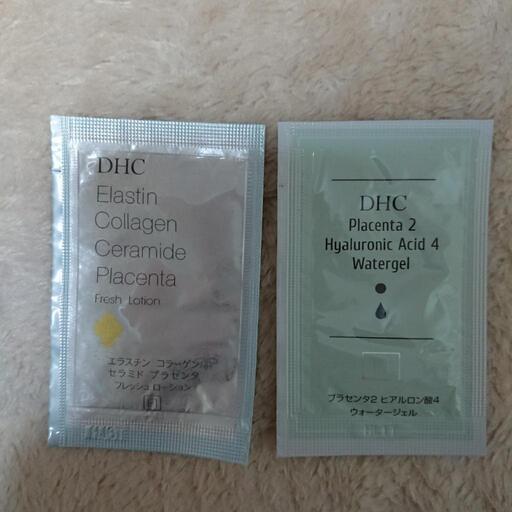 DHC
Elastin
Collagen
Ceramide
Placenta
Fresh Lotion
エラスチン コラーゲン
セラミド プラセンタ
フレッシュ ローション
DHC
Placenta 2
Hyaluronic Acid 4
Watergel
プラセンタ2 ヒアルロン酸4
ウォータージェル